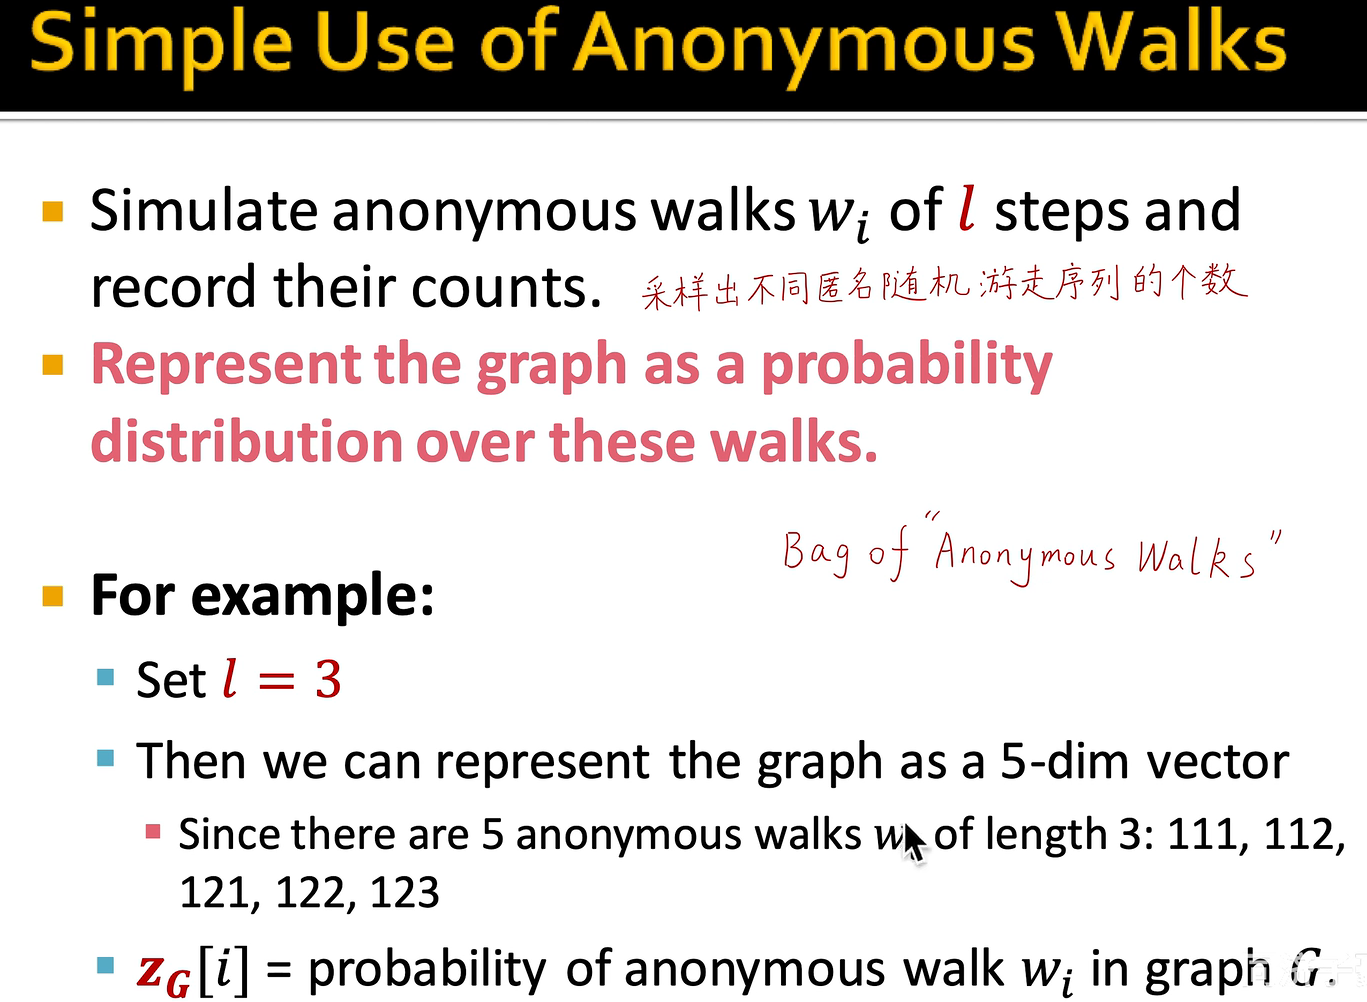 Simple Use of Anonymous Walks
Simulate anonymous walks wᵢ of l steps and
record their counts. 采样出不同匿名随机游走序列的个数
Represent the graph as a probability
distribution over these walks.
Bag of "Anonymous Walks"
For example:
Set l = 3
Then we can represent the graph as a 5-dim vector
Since there are 5 anonymous walks w of length 3: 111, 112,
121, 122, 123
z_G[i] = probability of anonymous walk wᵢ in graph G.